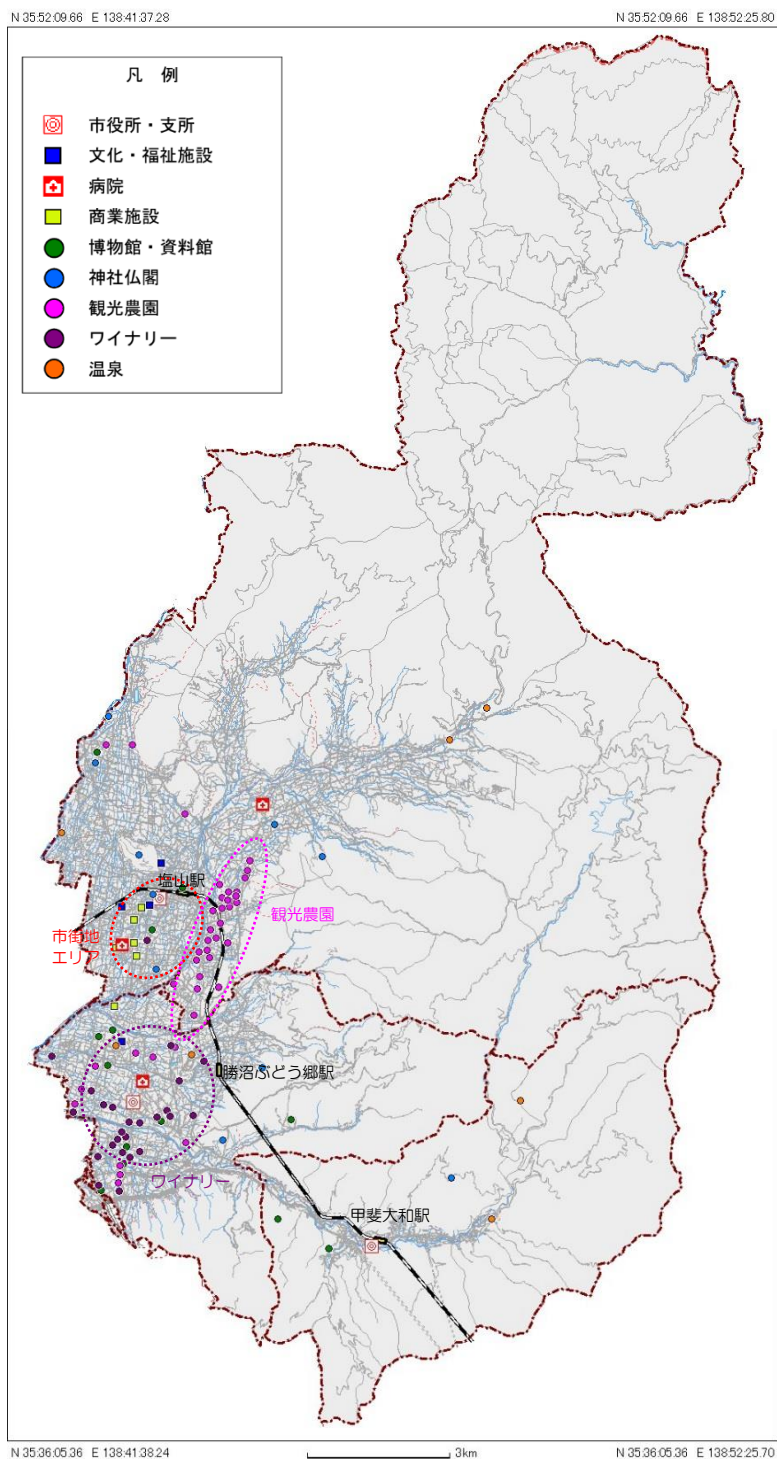 N 35:52:09.66 E 138:41:37.28
N 35:52:09.66 E 138:52:25.80
凡 例
市役所・支所
文化・福祉施設
病院
商業施設
博物館・資料館
神社仏閣
観光農園
ワイナリー
温泉
塩山駅
観光農園
市街地
エリア
勝沼ぶどう郷駅
ワイナリー
甲斐大和駅
N 35:36:05.36 E 138:41:38.24
3km
N 35:36:05.36 E 138:52:25.70